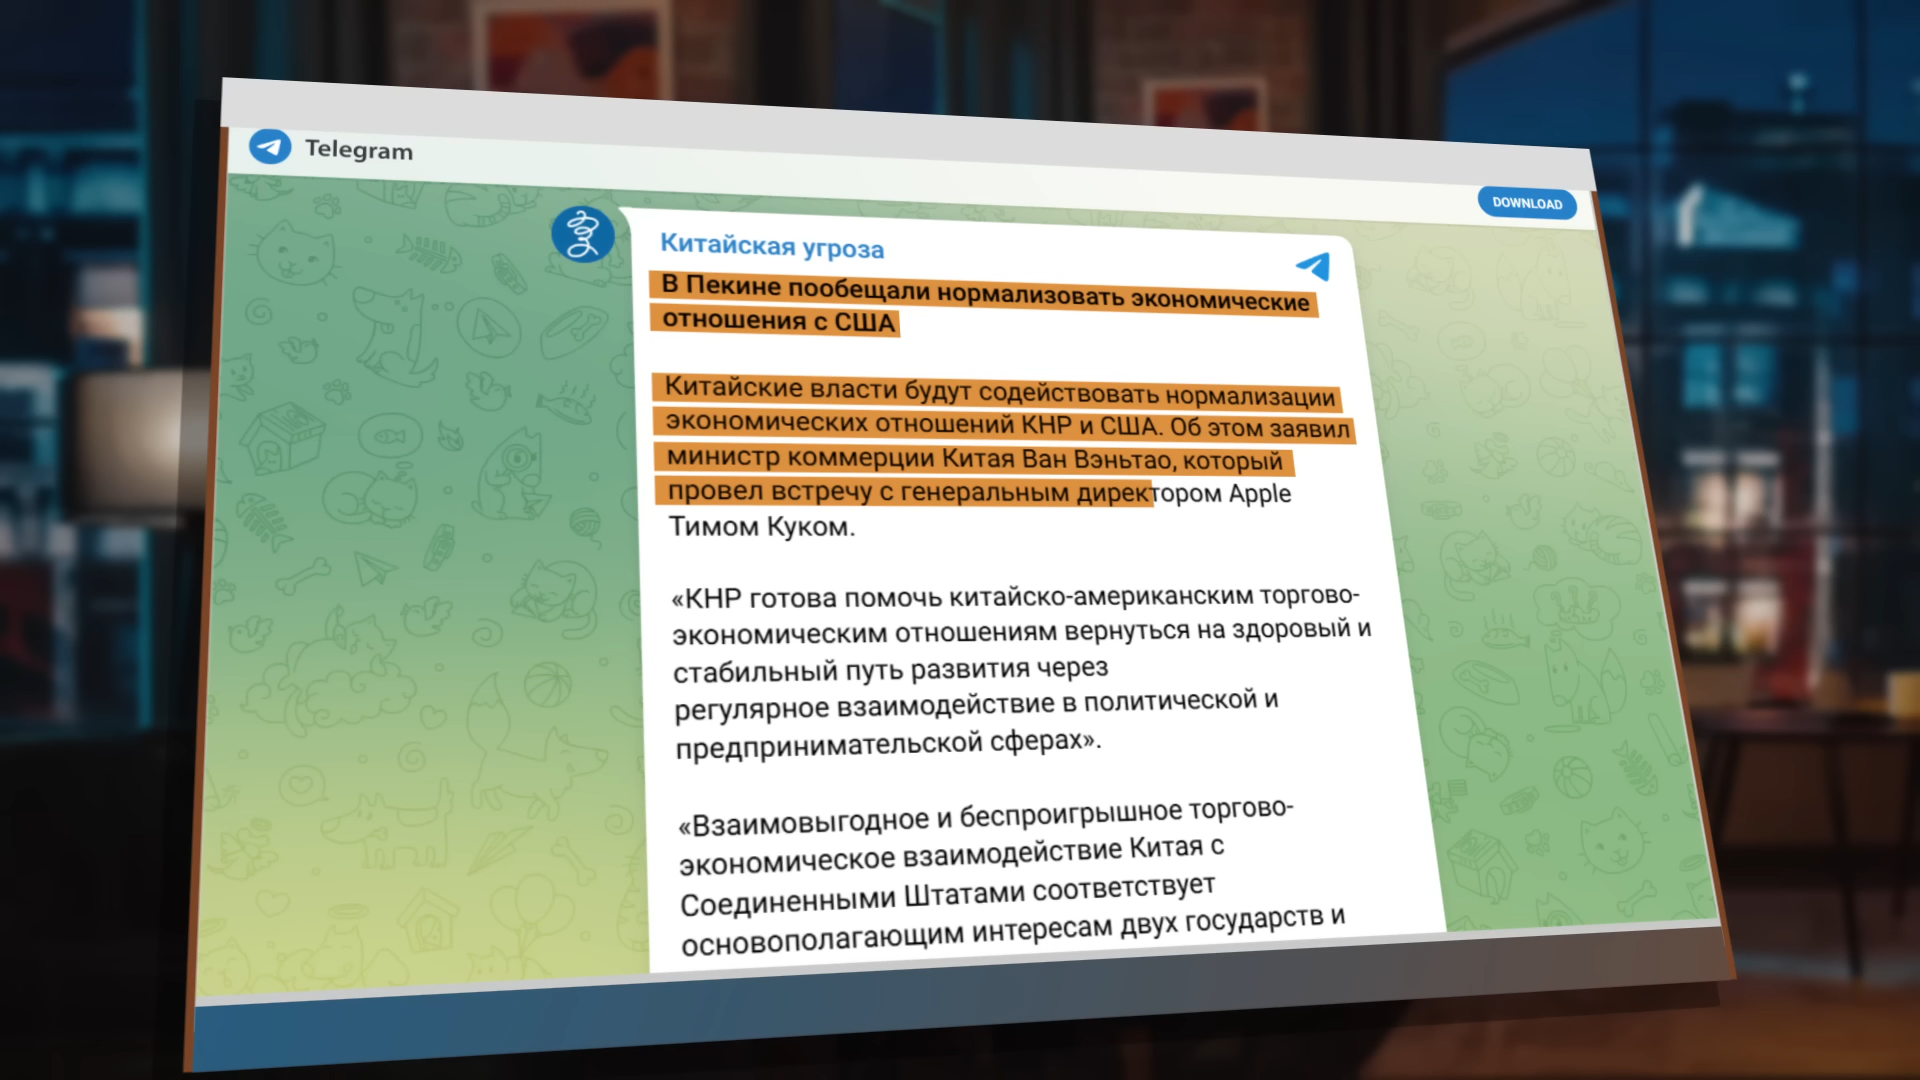 Telegram
DOWNLOAD
Китайская угроза
В Пекине пообещали нормализовать экономические
отношения с США
Китайские власти будут содействовать нормализации
экономических отношений КНР и США. Об этом заявил
министр коммерции Китая Ван Вэньтао, который
провел встречу с генеральным директором Apple
Тимом Куком.
«КНР готова помочь китайско-американским торгово-
экономическим отношениям вернуться на здоровый и
стабильный путь развития через
регулярное взаимодействие в политической и
предпринимательской сферах».
«Взаимовыгодное и беспроигрышное торгово-
экономическое взаимодействие Китая с
Соединенными Штатами соответствует
основополагающим интересам двух государств и